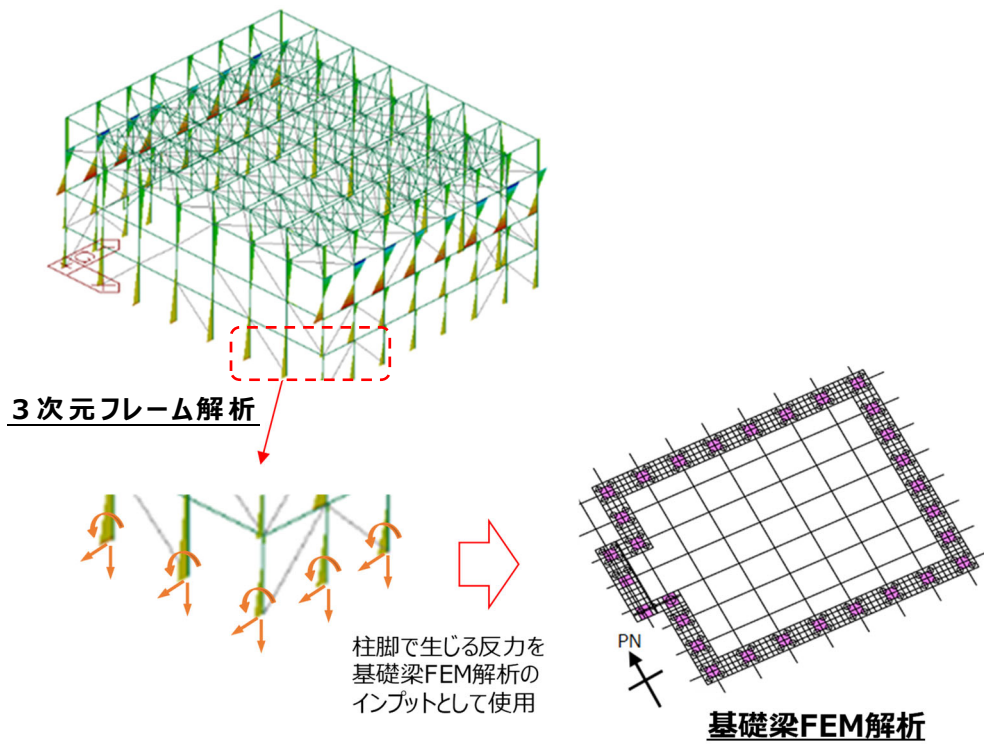 ３次元フレーム解析
柱脚で生じる反力を
基礎梁FEM解析の
インプットとして使用
PN
基礎梁FEM解析